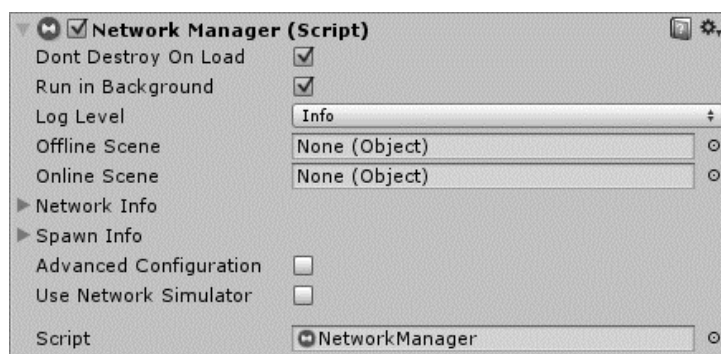 Network Manager (Script)
Dont Destroy On Load
Run in Background
Log Level Info
Offline Scene None (Object)
Online Scene None (Object)
Network Info
Spawn Info
Advanced Configuration
Use Network Simulator
Script NetworkManager